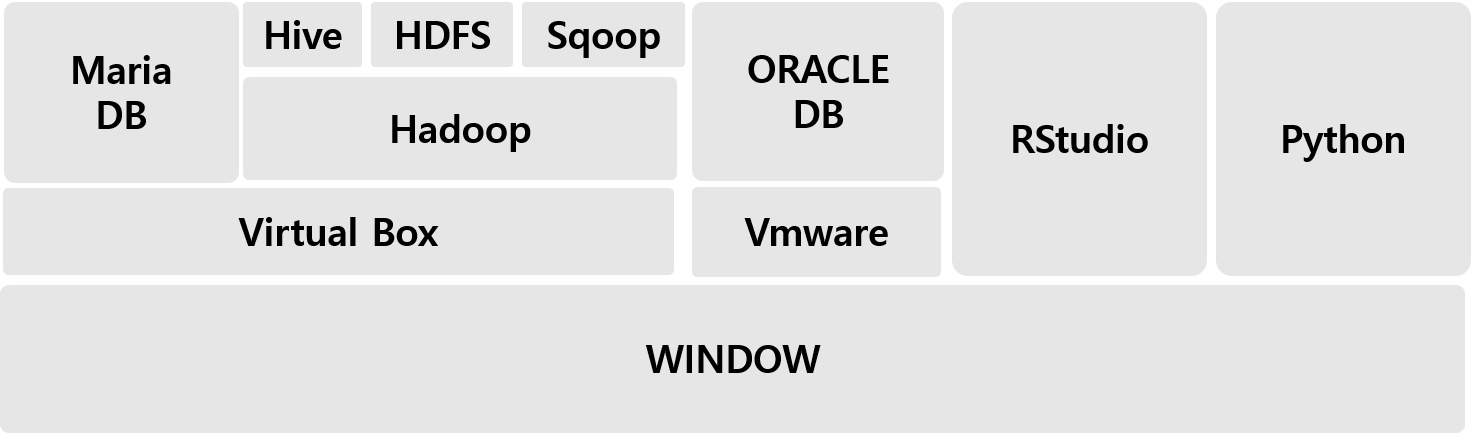 Maria
DB
Hive
HDFS
Sqoop
Hadoop
ORACLE
DB
RStudio
Python
Virtual Box
Vmware
WINDOW